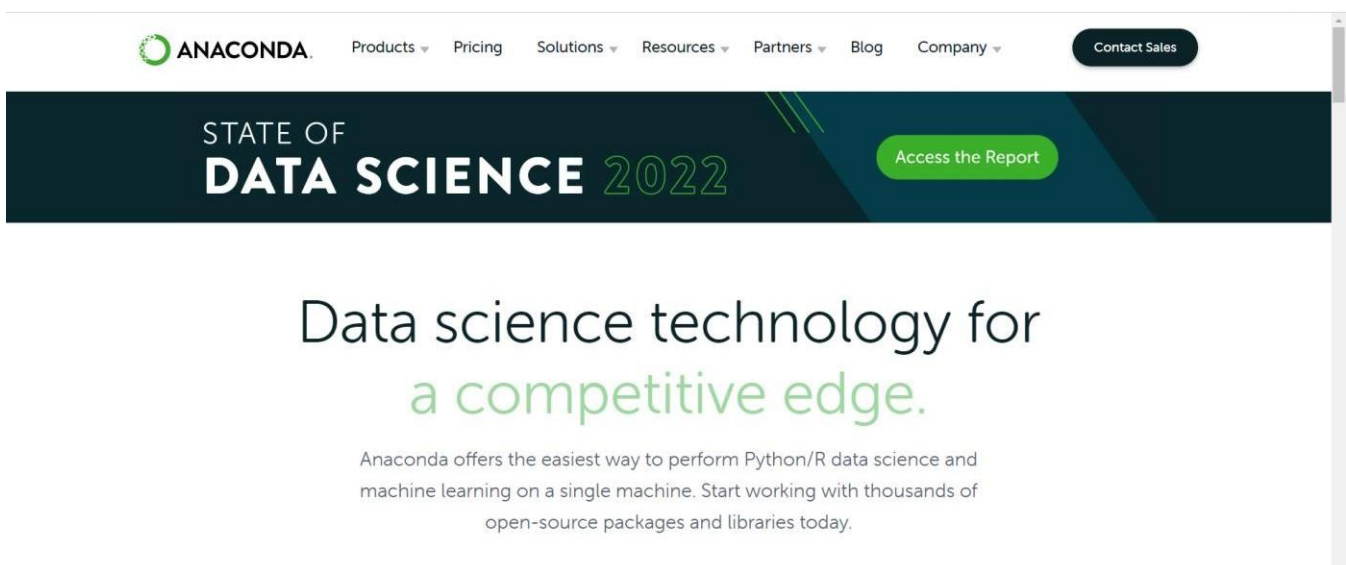 ANACONDA.
Products Pricing Solutions Resources Partners Blog Company Contact Sales
STATE OF
DATA SCIENCE 2022
Access the Report
Data science technology for
a competitive edge.
Anaconda offers the easiest way to perform Python/R data science and
machine learning on a single machine. Start working with thousands of
open-source packages and libraries today.